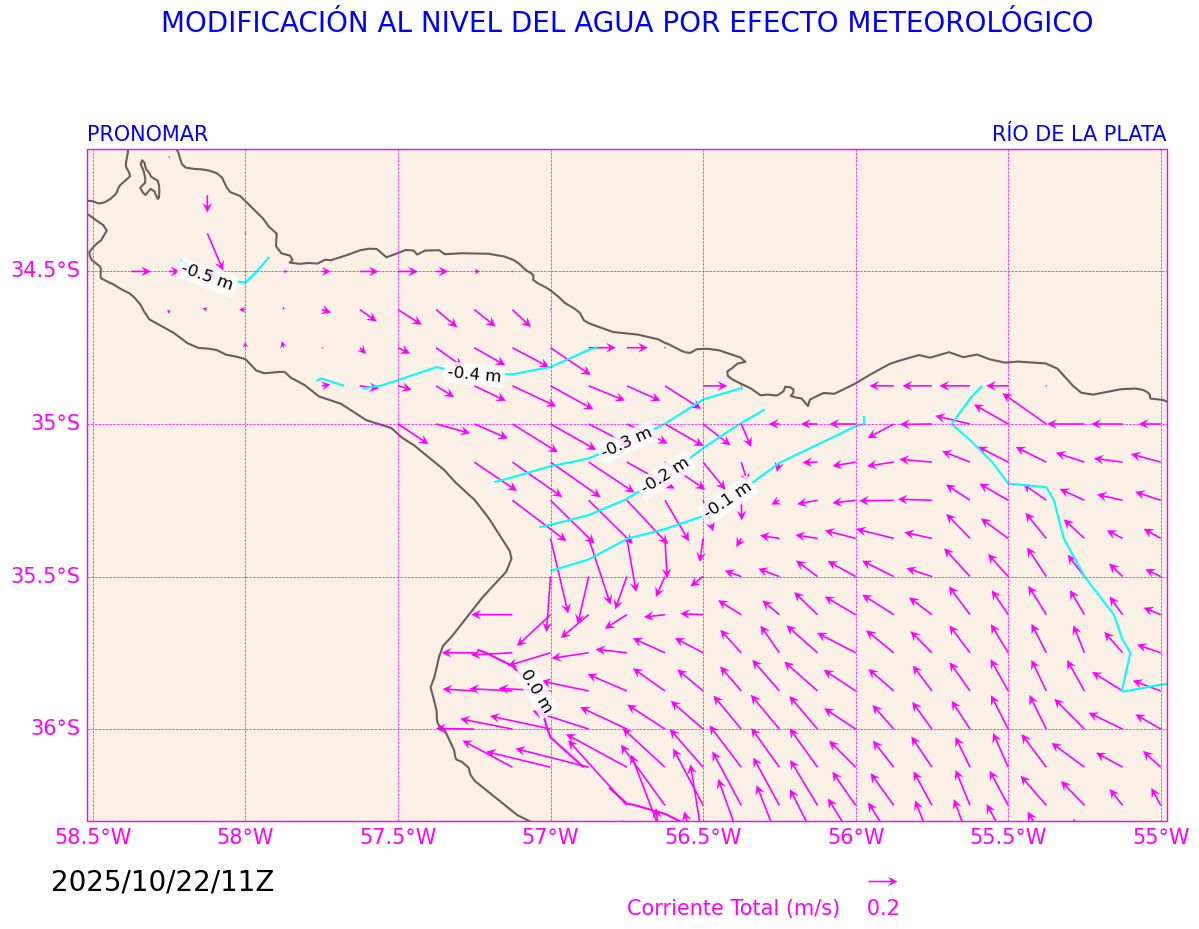 MODIFICACIÓN AL NIVEL DEL AGUA POR EFECTO METEOROLÓGICO
PRONOMAR
RÍO DE LA PLATA
34.5°S
-0.5 m
-0.4 m
35°S
-0.3 m
-0.2 m
-0.1 m
35.5°S
0.0 m
36°S
58.5°W 58°W 57.5°W 57°W 56.5°W 56°W 55.5°W 55°W
2025/10/22/11Z
Corriente Total (m/s) 0.2